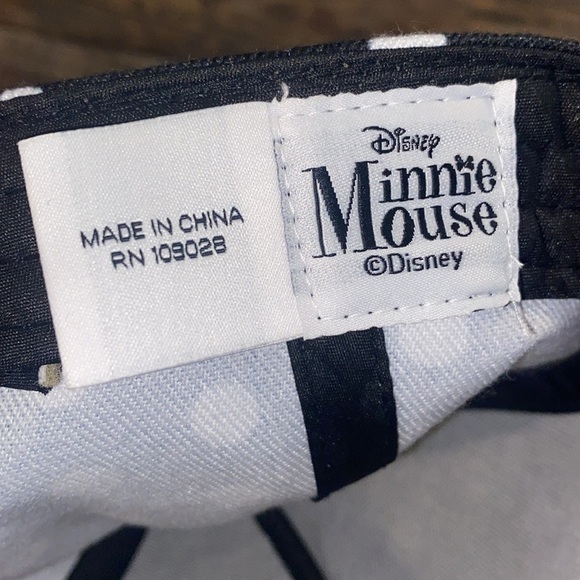 MADE IN CHINA
RN 109028
Disney
Minnie
Mouse
©Disney